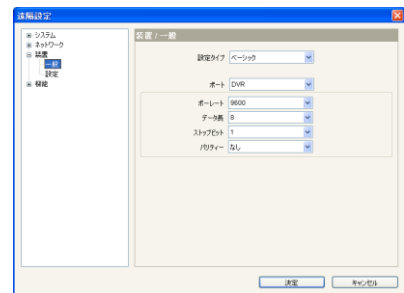 遠隔設定
システム
ネットワーク
装置
一般
設定
機能
装置 / 一般
設定タイプ ベーシック
ポート DVR
ボーレート 9600
データ長 8
ストップビット 1
パリティー なし
決定
キャンセル